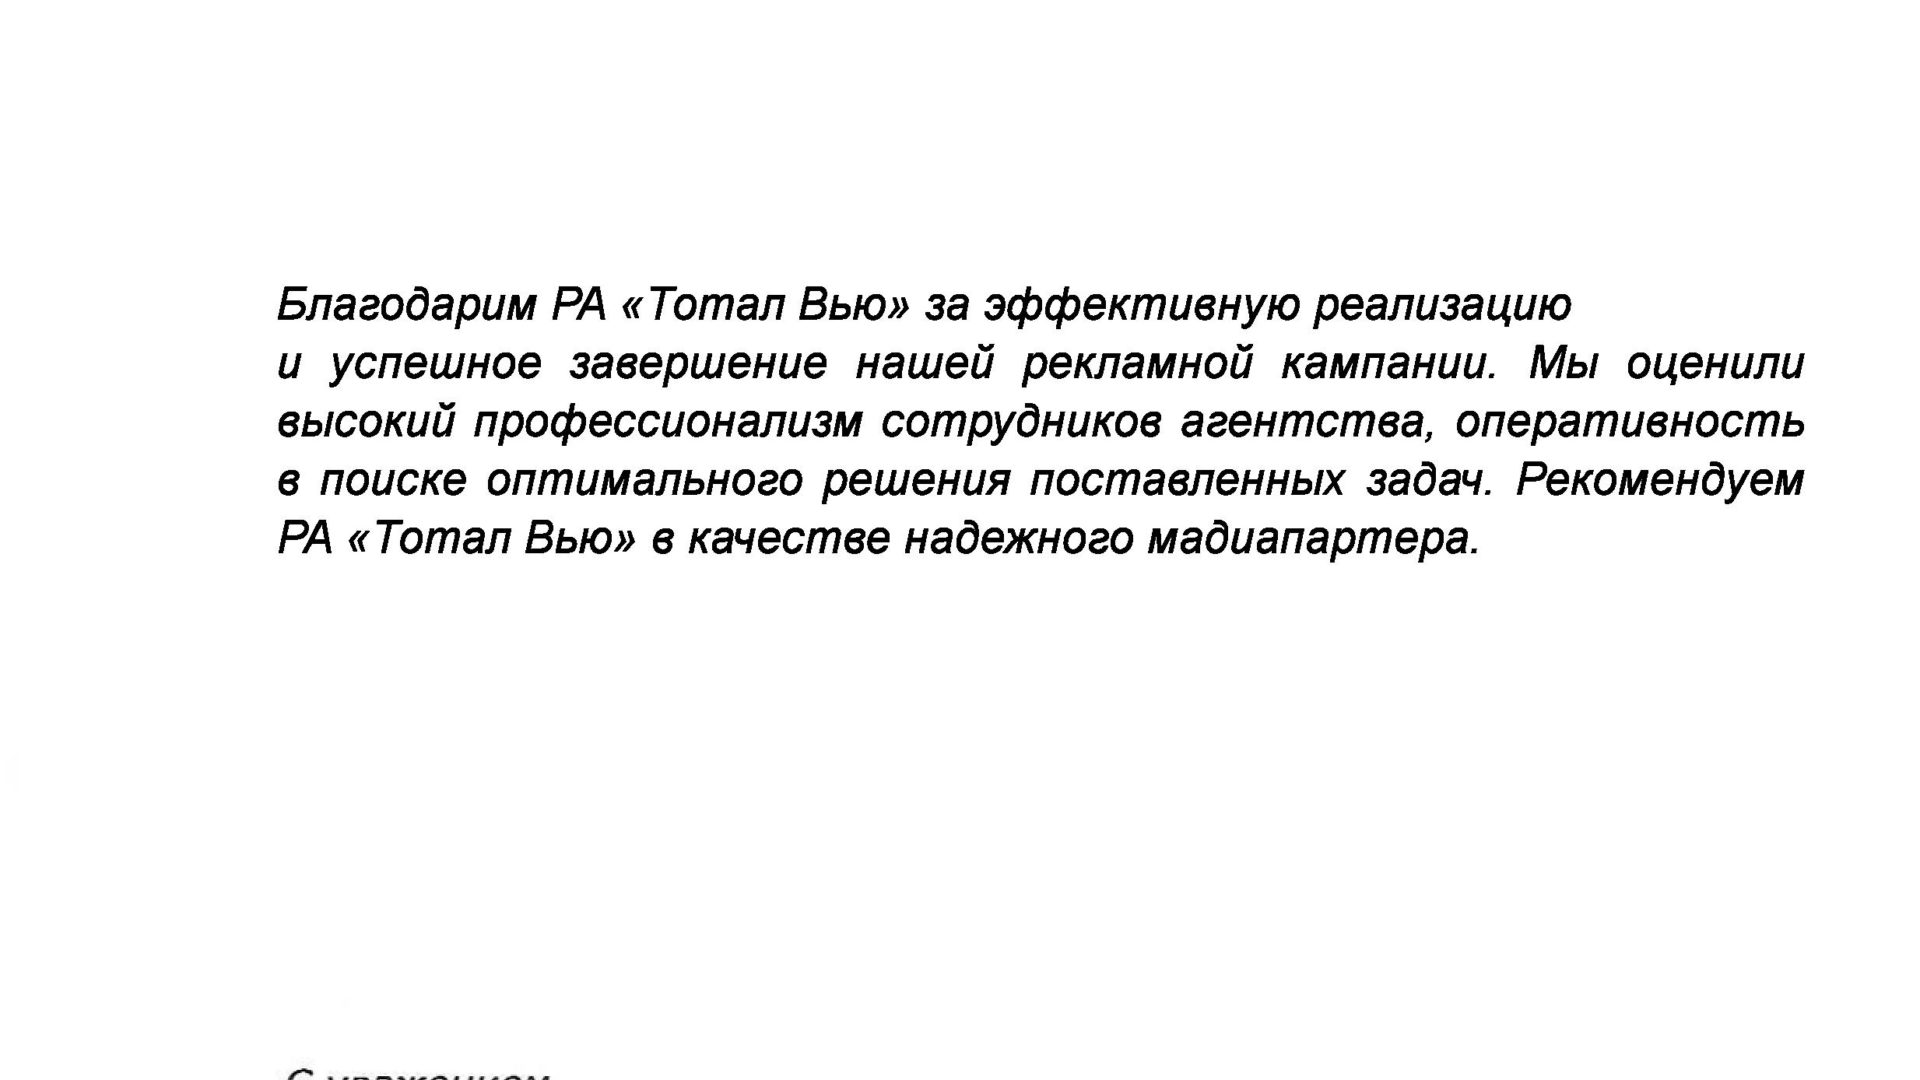 Благодарим РА «Тотал Вью» за эффективную реализацию
и успешное завершение нашей рекламной кампании. Мы оценили
высокий профессионализм сотрудников агентства, оперативность
в поиске оптимального решения поставленных задач. Рекомендуем
РА «Тотал Вью» в качестве надежного мадиапартера.
С уважением